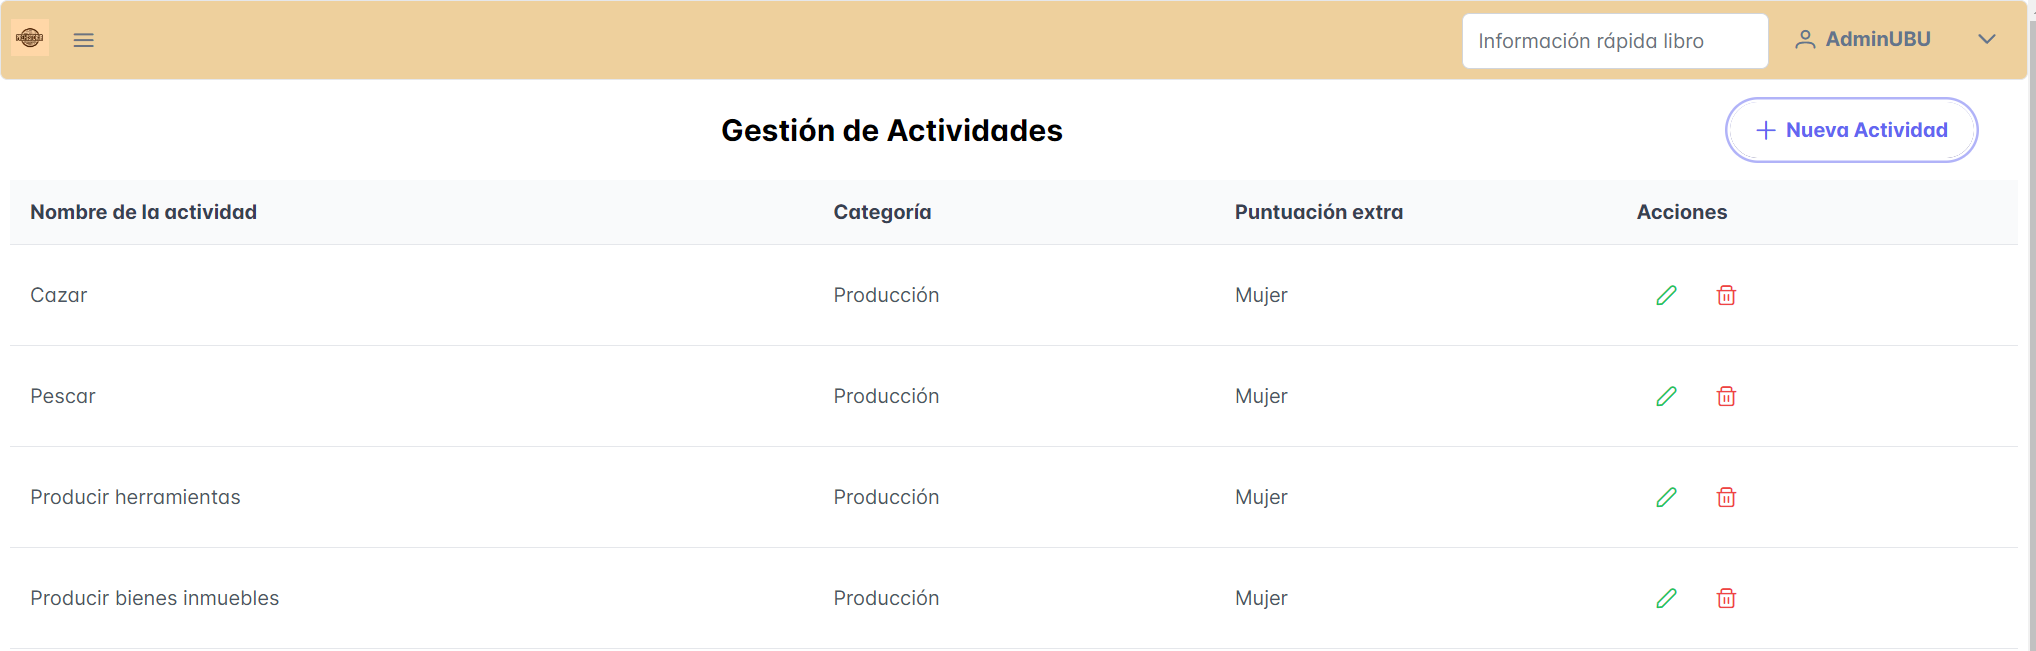 Información rápida libro AdminUBU
Gestión de Actividades Nueva Actividad
Nombre de la actividad Categoría Puntuación extra Acciones
Cazar Producción Mujer
Pescar Producción Mujer
Producir herramientas Producción Mujer
Producir bienes inmuebles Producción Mujer